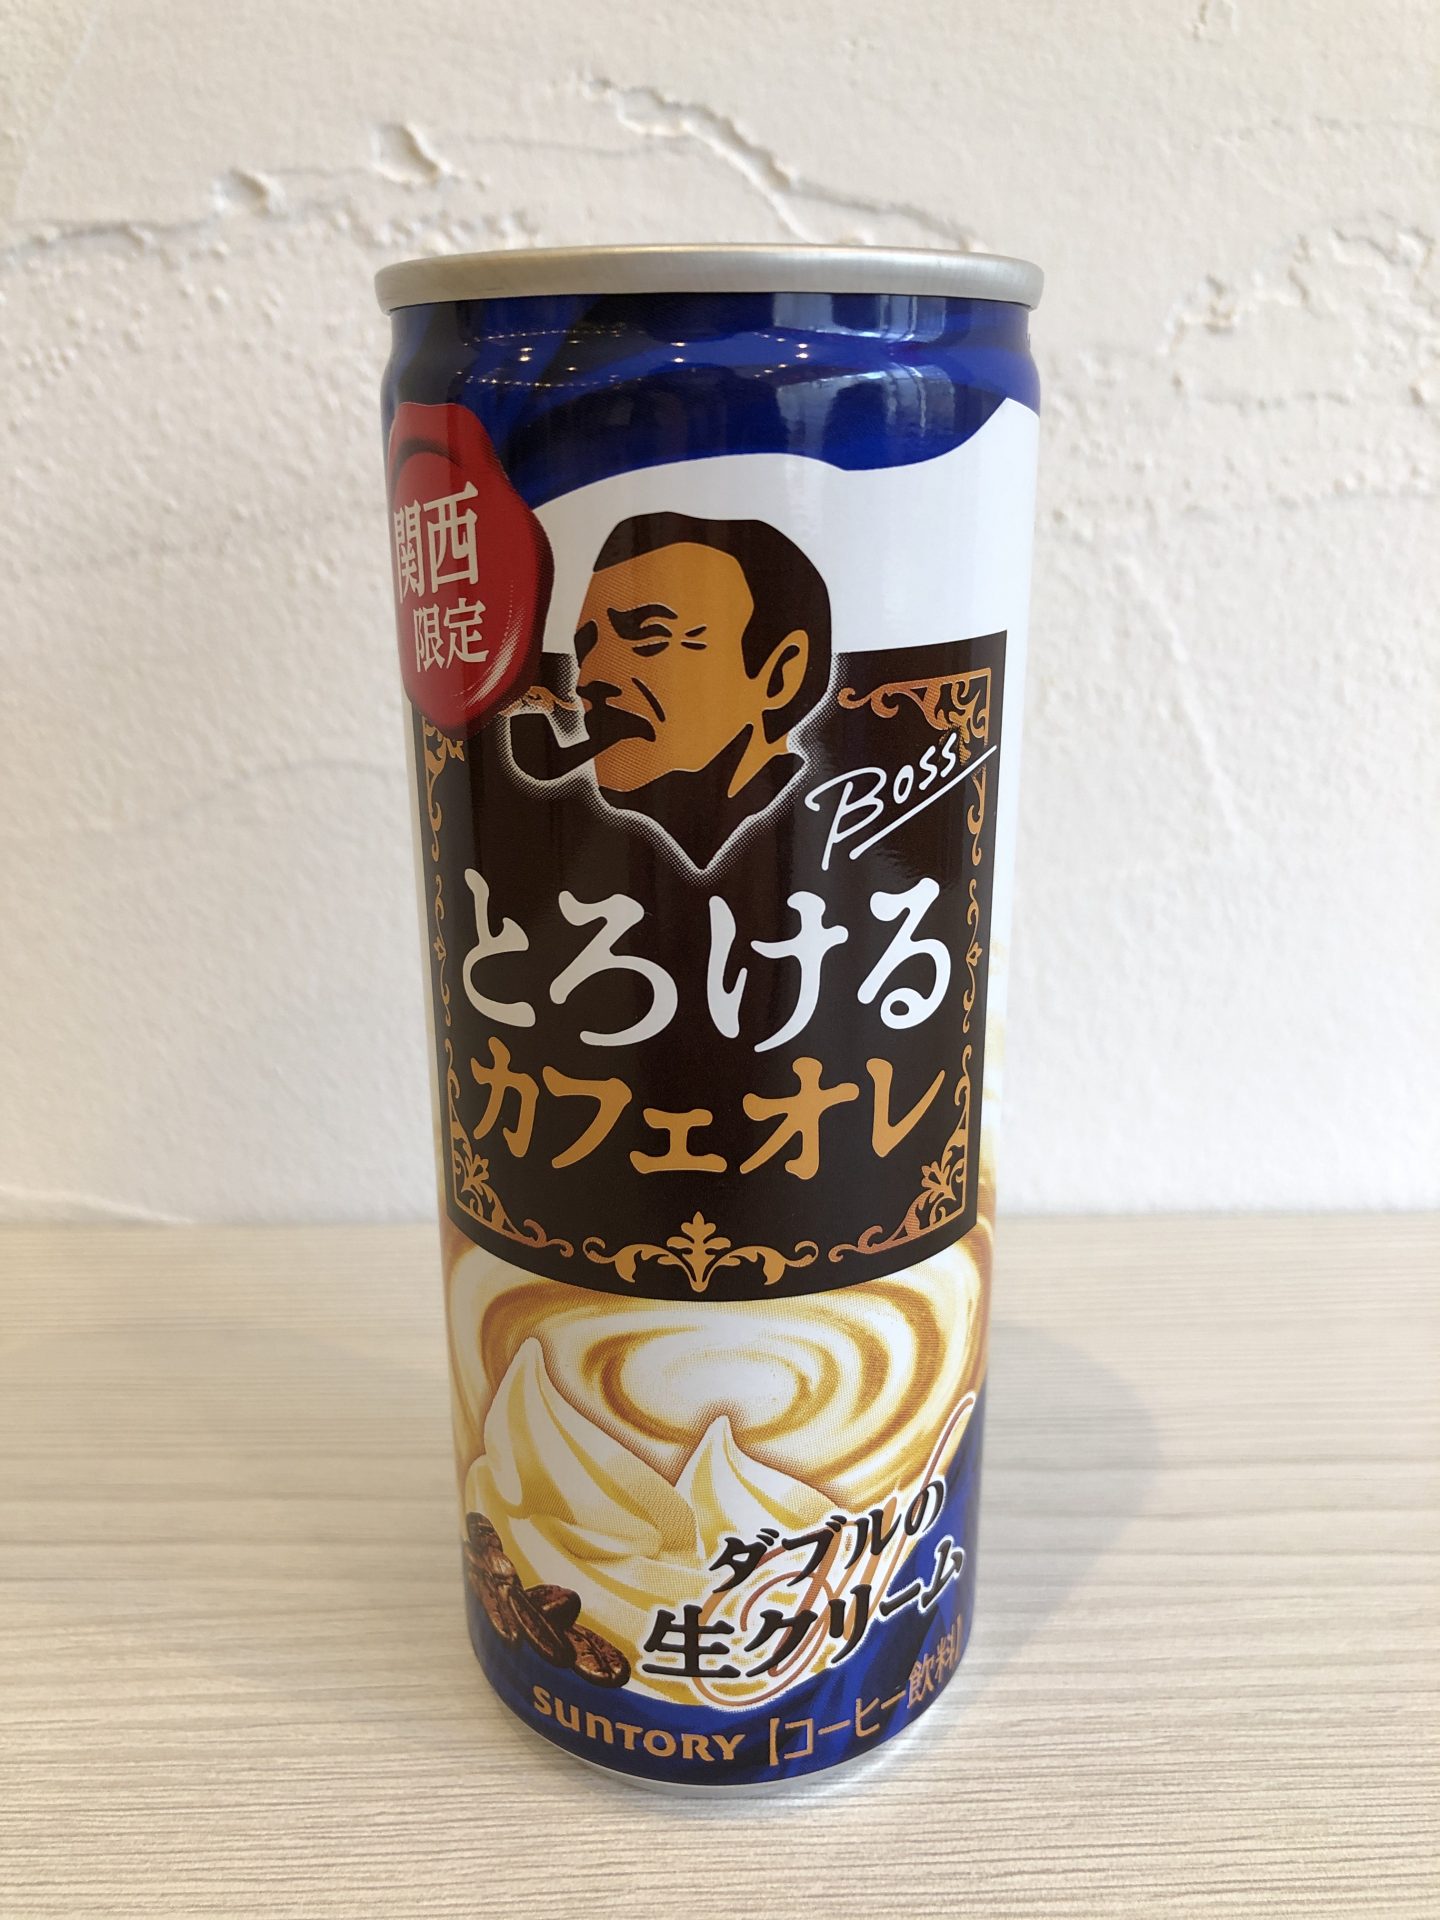 関西
限定
BOSS
とろける
カフェオレ
ダブルの
生クリーム
SUNTORY 【コーヒー飲料】